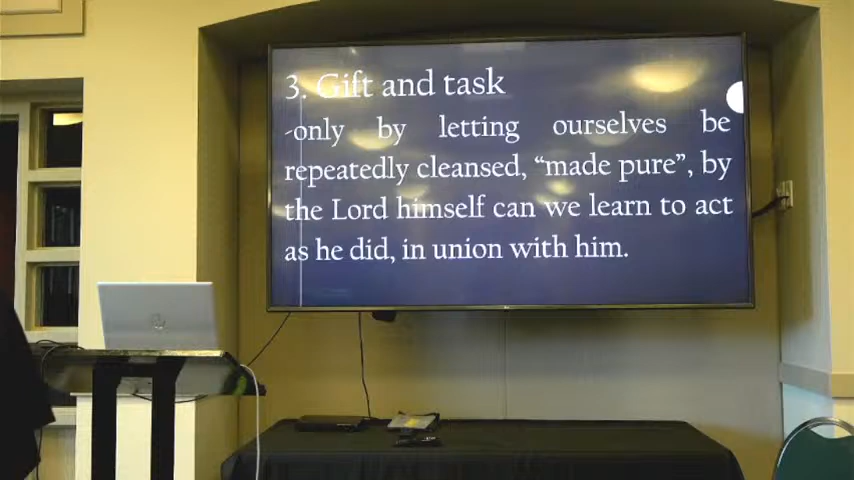 3. Gift and task
-only by letting ourselves be
repeatedly cleansed, “made pure”, by
the Lord himself can we learn to act
as he did, in union with him.